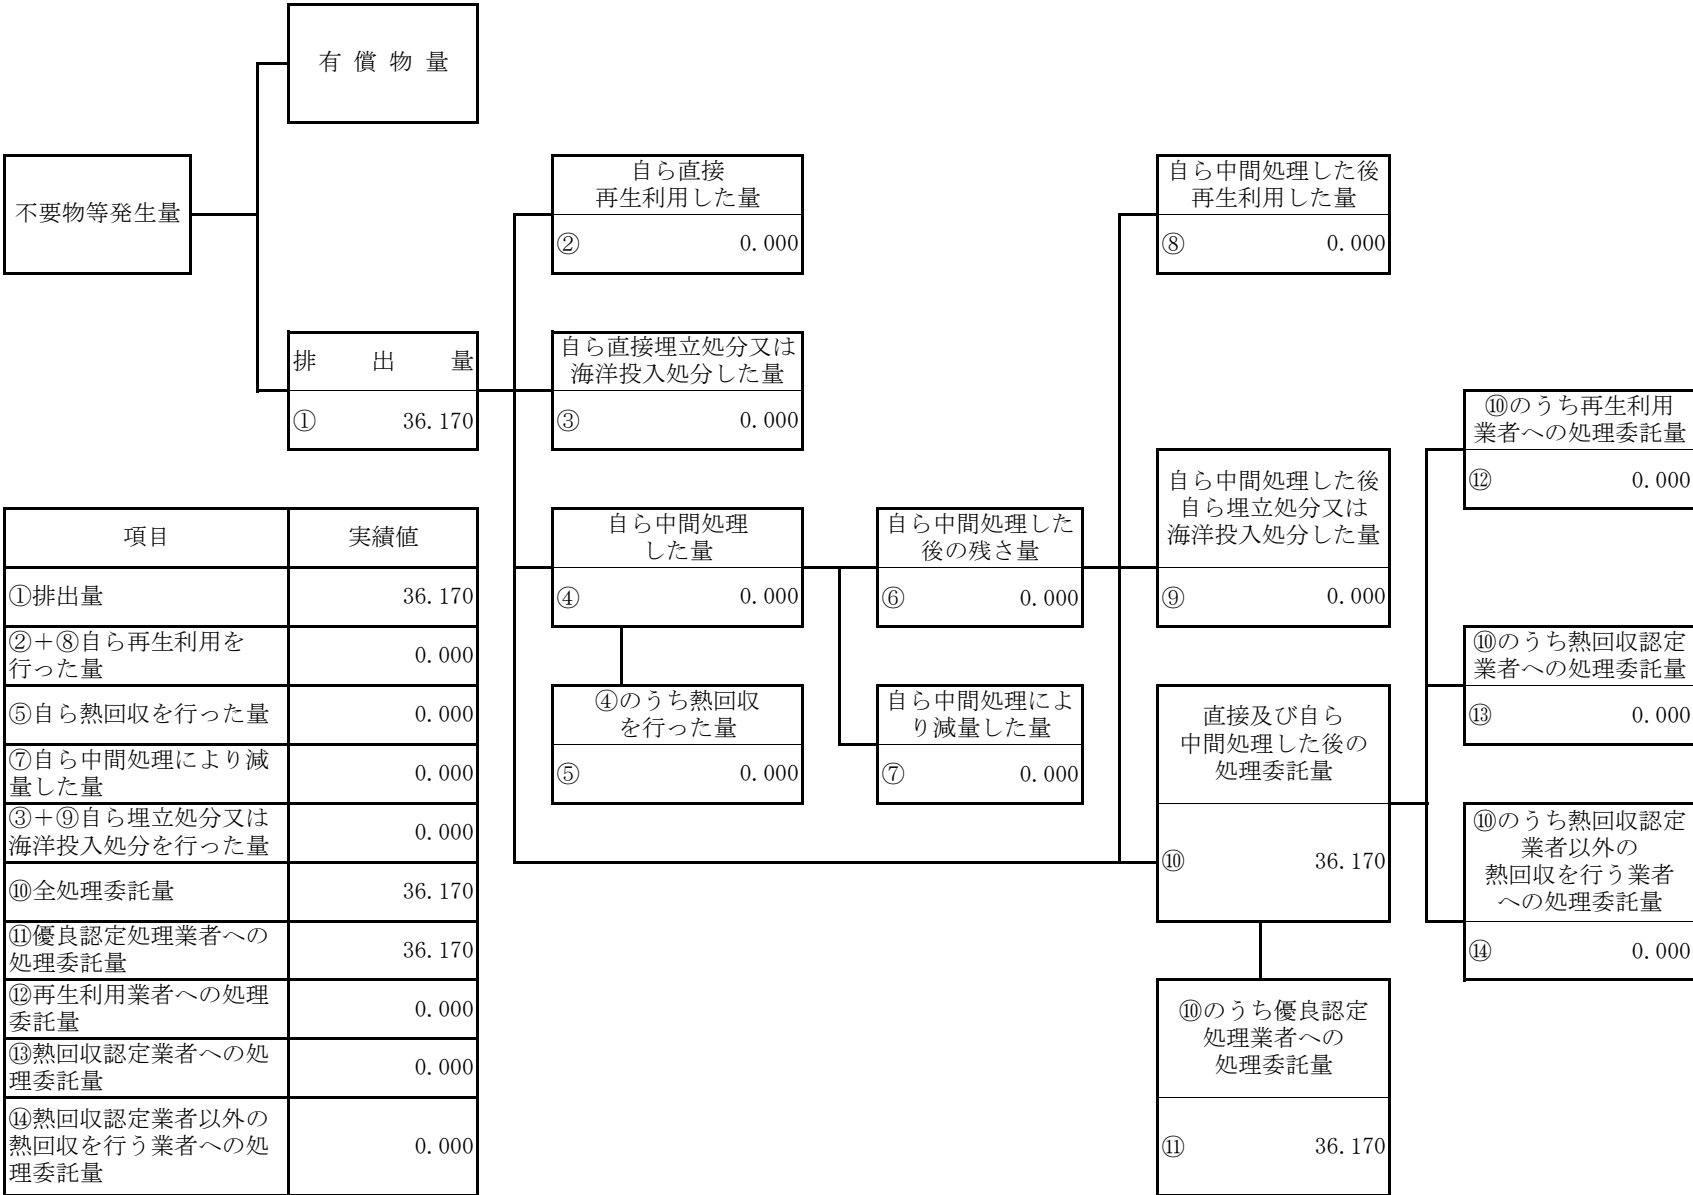 有償物量
不要物等発生量
自ら直接
再生利用した量
② 0.000
自ら中間処理した後
再生利用した量
⑧ 0.000
排出量
① 36.170
自ら直接埋立処分又は
海洋投入処分した量
③ 0.000
⑩のうち再生利用
業者への処理委託量
⑫ 0.000
自ら中間処理した後
自ら埋立処分又は
海洋投入処分した量
⑨ 0.000
自ら中間処理
した量
④ 0.000
自ら中間処理した
後の残さ量
⑥ 0.000
⑩のうち熱回収認定
業者への処理委託量
⑬ 0.000
④のうち熱回収
を行った量
⑤ 0.000
自ら中間処理によ
り減量した量
⑦ 0.000
直接及び自ら
中間処理した後の
処理委託量
⑩ 36.170
⑩のうち熱回収認定
業者以外の
熱回収を行う業者
への処理委託量
⑭ 0.000
⑩のうち優良認定
処理業者への
処理委託量
⑪ 36.170
項目 実績値
①排出量 36.170
②＋⑧自ら再生利用を
行った量 0.000
⑤自ら熱回収を行った量 0.000
⑦自ら中間処理により減
量した量 0.000
③＋⑨自ら埋立処分又は
海洋投入処分を行った量 0.000
⑩全処理委託量 36.170
⑪優良認定処理業者への
処理委託量 36.170
⑫再生利用業者への処理
委託量 0.000
⑬熱回収認定業者への処
理委託量 0.000
⑭熱回収認定業者以外の
熱回収を行う業者への処
理委託量 0.000